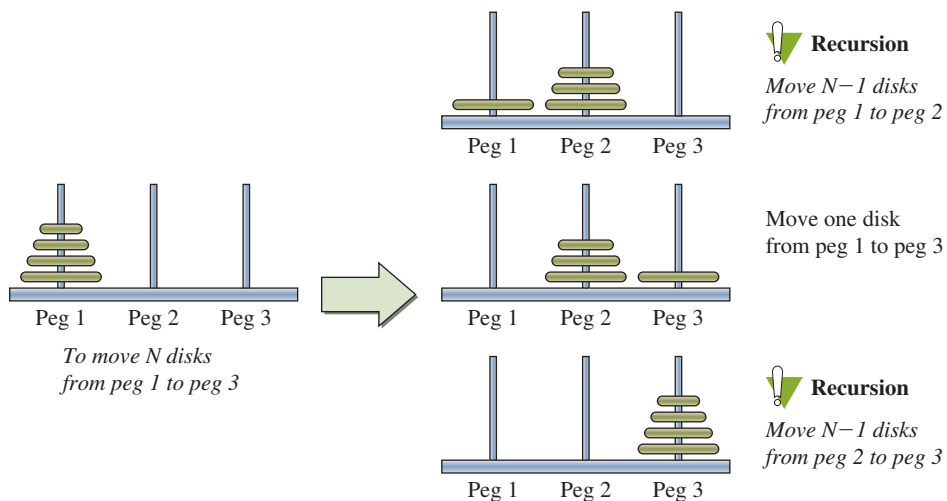 Recursion
Move N−1 disks
from peg 1 to peg 2
Peg 1 Peg 2 Peg 3
Move one disk
from peg 1 to peg 3
Peg 1 Peg 2 Peg 3
Peg 1 Peg 2 Peg 3
To move N disks
from peg 1 to peg 3
Recursion
Move N−1 disks
from peg 2 to peg 3
Peg 1 Peg 2 Peg 3